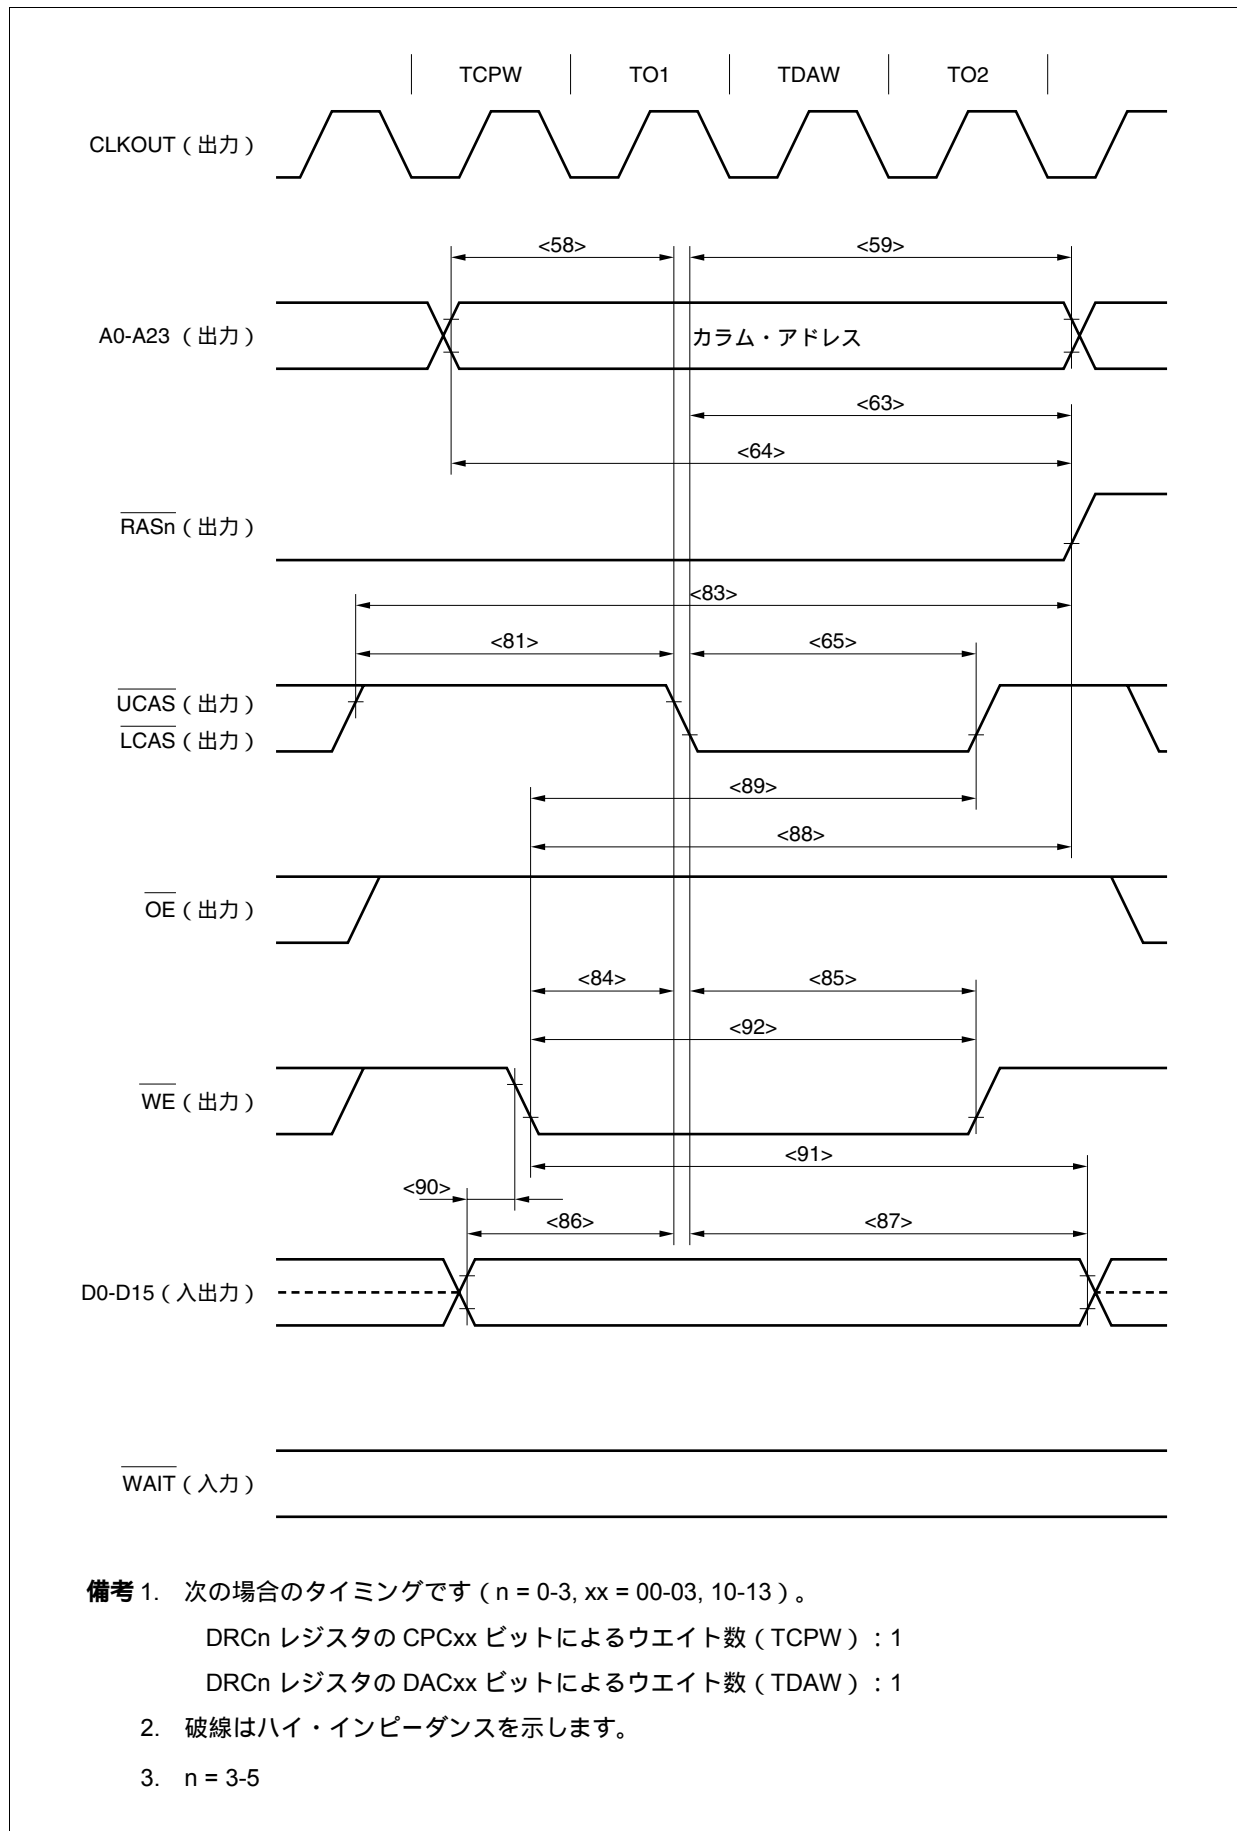 TCPW TO1 TDAW TO2
CLKOUT（出力）
<58> <59>
A0-A23（出力） カラム・アドレス
<63>
<64>
RASn（出力）
<83>
<81> <65>
UCAS（出力）
LCAS（出力）
<89>
<88>
OE（出力）
<84> <85>
<92>
WE（出力）
<91>
<90>
<86> <87>
D0-D15（入出力）
WAIT（入力）
備考 1. 次の場合のタイミングです（n = 0-3, xx = 00-03, 10-13）。
DRCn レジスタの CPCxx ビットによるウエイト数（TCPW）：1
DRCn レジスタの DACxx ビットによるウエイト数（TDAW）：1
2. 破線はハイ・インピーダンスを示します。
3. n = 3-5